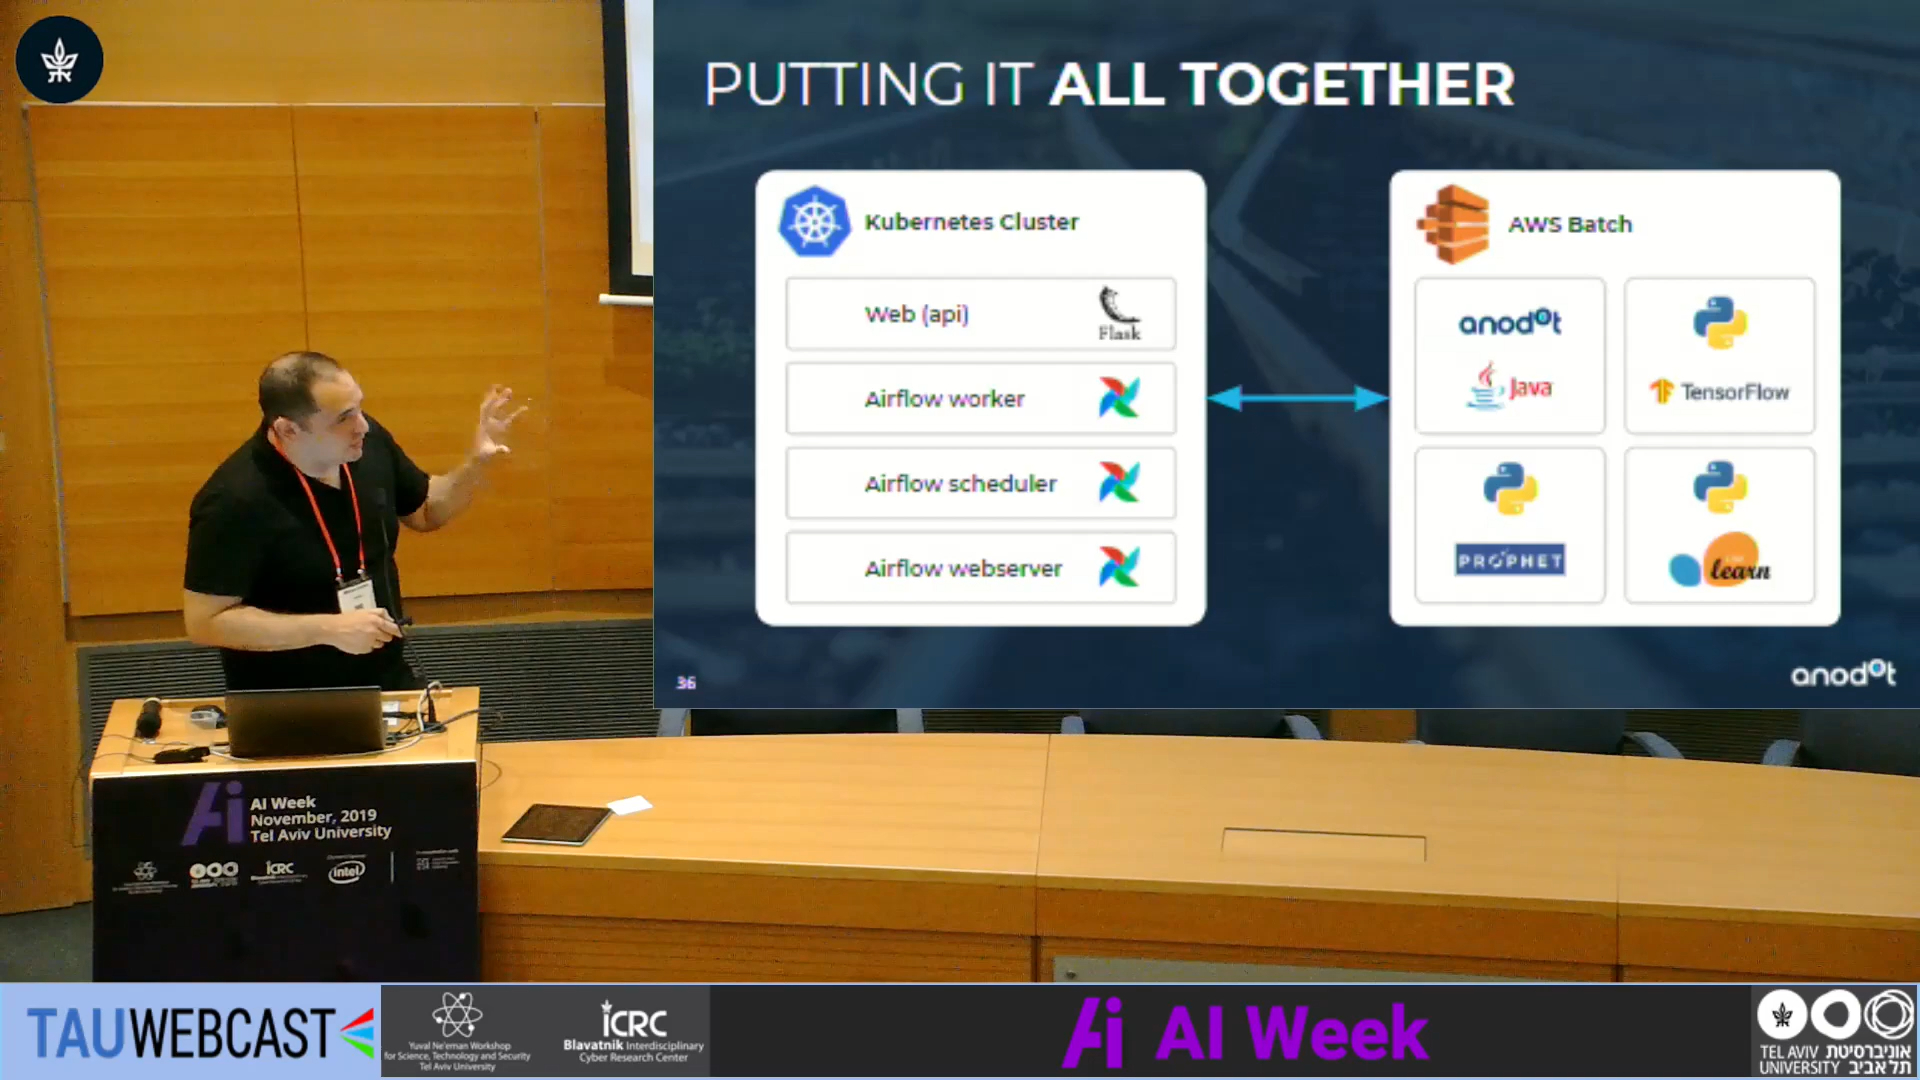 PUTTING IT ALL TOGETHER
Kubernetes Cluster
Web (api)
Flask
Airflow worker
Airflow scheduler
Airflow webserver
AWS Batch
anodot
Java
TensorFlow
PROPHET
learn
36
anodot
AI Week
November, 2019
Tel Aviv University
iCRC
intel
TAUWEBCAST
Yuval Ne'eman Workshop
for Science, Technology and Security
Tel Aviv University
iCRC
Blavatnik Interdisciplinary
Cyber Research Center
Ai AI Week
TEL AVIV אוניברסיטת
UNIVERSITY תל אביב